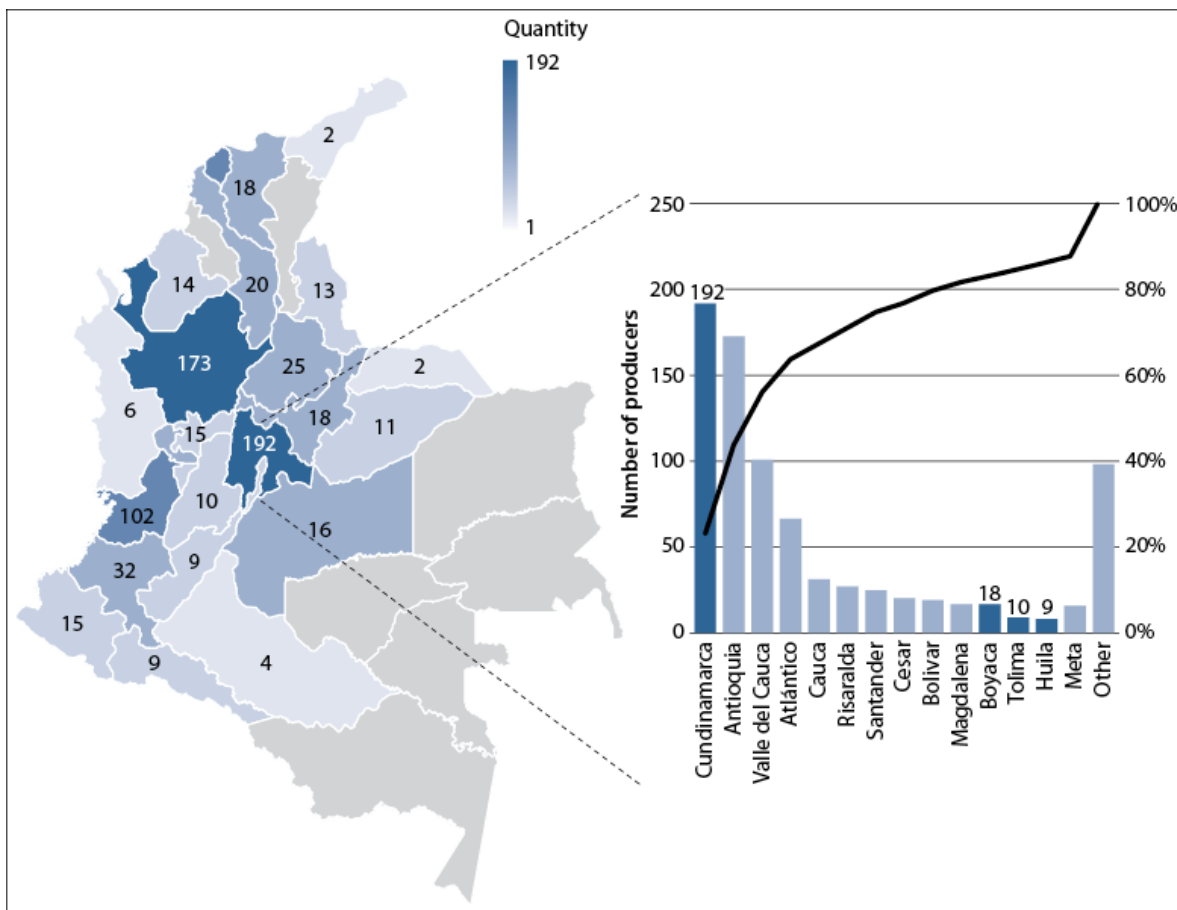 Quantity
192
1
2
18
14
20
13
173
25
2
6
15
18
11
192
10
102
16
9
32
15
9
4
Number of producers
250
200
150
100
50
0
100%
80%
60%
40%
20%
0%
192
18
10
9
Cundinamarca
Antioquia
Valle del Cauca
Atlántico
Cauca
Risaralda
Santander
Cesar
Bolivar
Magdalena
Boyaca
Tolima
Huila
Meta
Other